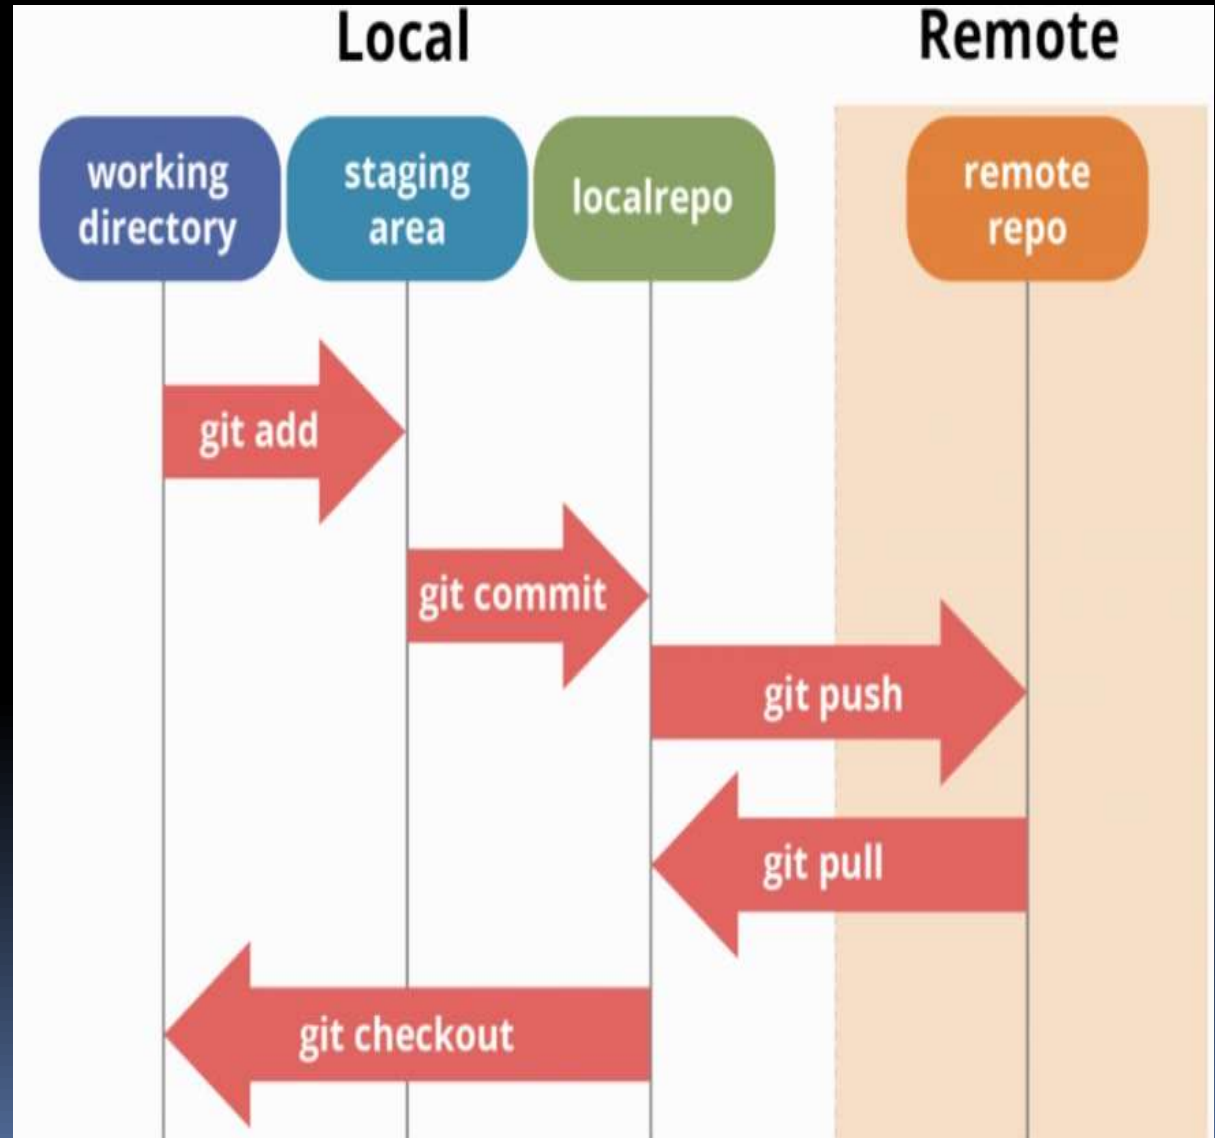 Local
Remote
working
directory
staging
area
localrepo
remote
repo
git add
git commit
git push
git pull
git checkout